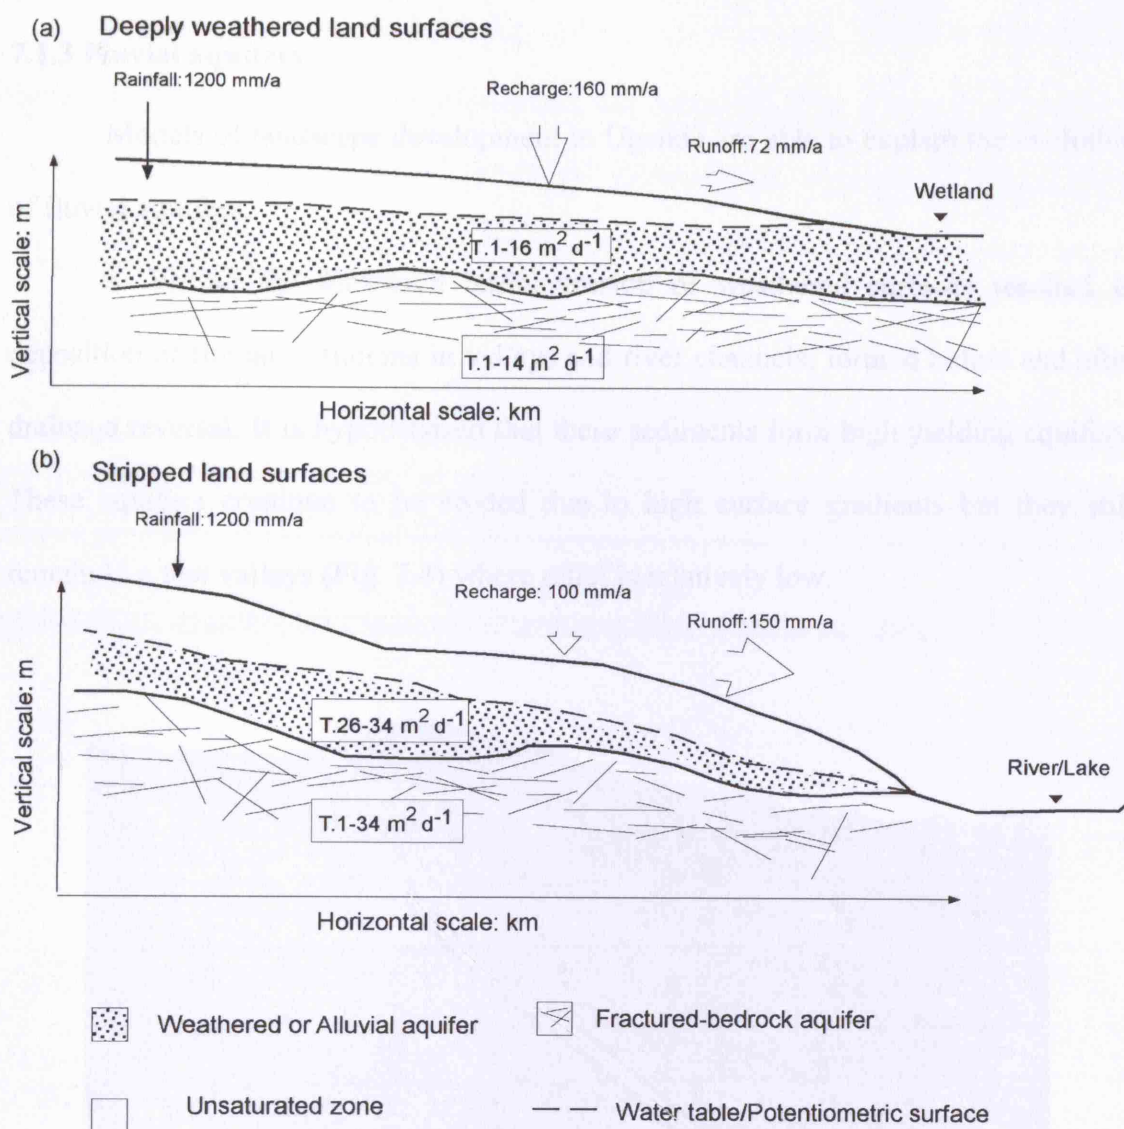 (a) Deeply weathered land surfaces
Rainfall:1200 mm/a
Recharge:160 mm/a
Runoff:72 mm/a
Wetland
Vertical scale: m
T.1-16 m² d⁻¹
T.1-14 m² d⁻¹
Horizontal scale: km
(b) Stripped land surfaces
Rainfall:1200 mm/a
Recharge: 100 mm/a
Runoff:150 mm/a
Vertical scale: m
T.26-34 m² d⁻¹
River/Lake
T.1-34 m² d⁻¹
Horizontal scale: km
Weathered or Alluvial aquifer
Fractured-bedrock aquifer
Unsaturated zone
Water table/Potentiometric surface